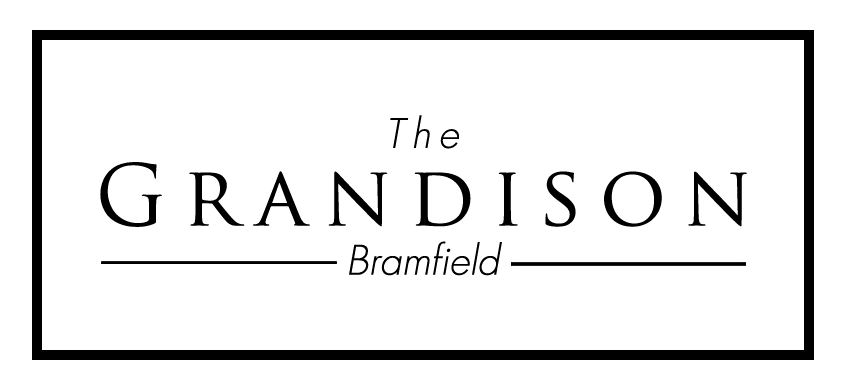 The
GRANDISON
Bramfield